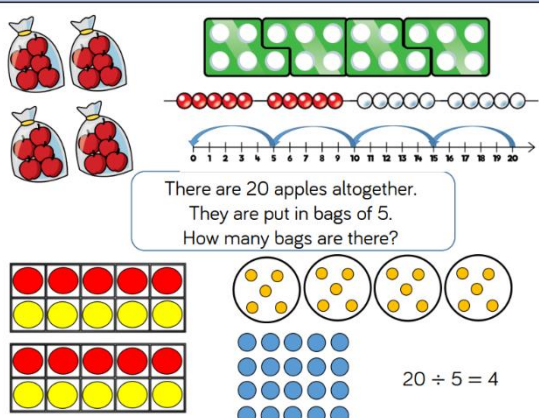 0 1 2 3 4 5 6 7 8 9 10 11 12 13 14 15 16 17 18 19 20
There are 20 apples altogether.
They are put in bags of 5.
How many bags are there?
20 ÷ 5 = 4